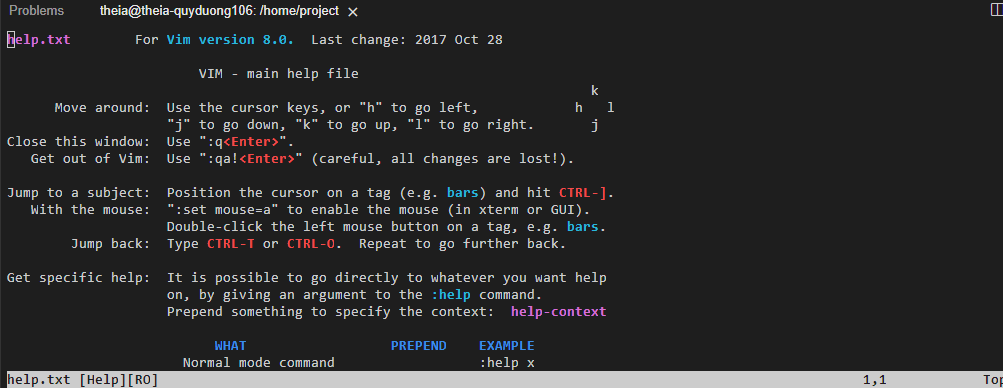 Problems theia@theia-quyduong106: /home/project ×
help.txt For Vim version 8.0. Last change: 2017 Oct 28
VIM - main help file
k
Move around: Use the cursor keys, or "h" to go left, h l
"j" to go down, "k" to go up, "l" to go right. j
Close this window: Use ":q<Enter>".
Get out of Vim: Use ":qa!<Enter>" (careful, all changes are lost!).
Jump to a subject: Position the cursor on a tag (e.g. bars) and hit CTRL-].
With the mouse: ":set mouse=a" to enable the mouse (in xterm or GUI).
Double-click the left mouse button on a tag, e.g. bars.
Jump back: Type CTRL-T or CTRL-O. Repeat to go further back.
Get specific help: It is possible to go directly to whatever you want help
on, by giving an argument to the :help command.
Prepend something to specify the context: help-context
WHAT PREPEND EXAMPLE
Normal mode command :help x
help.txt [Help][RO] 1,1 Top